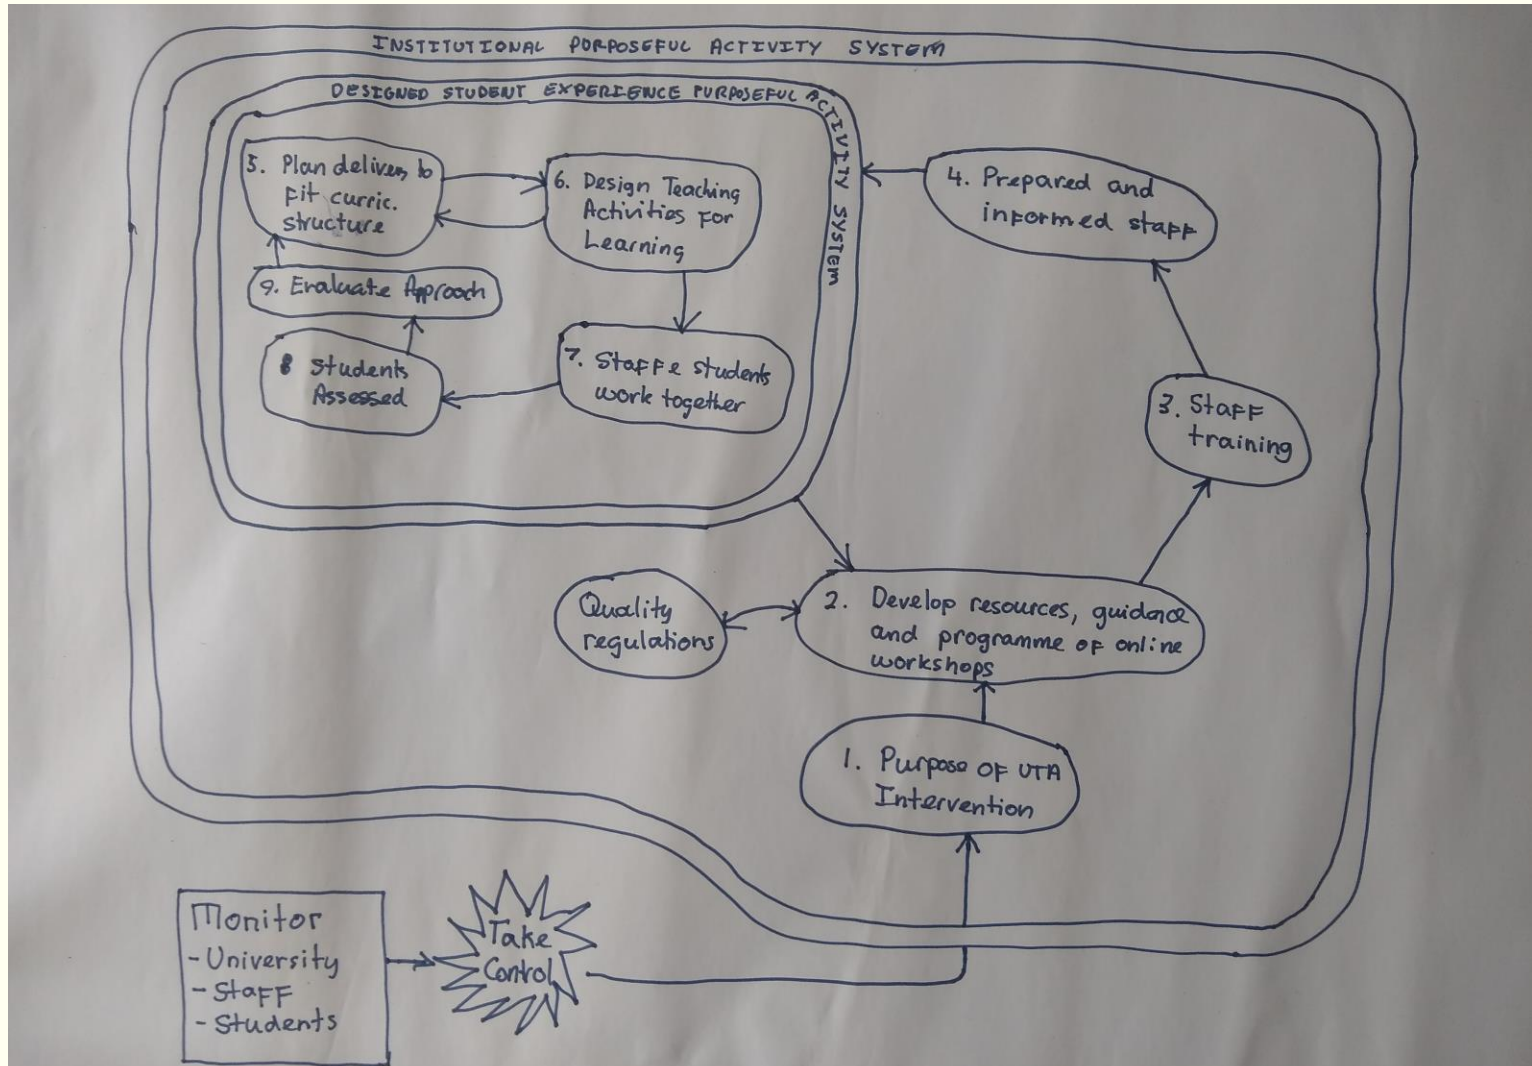 INSTITUTIONAL PURPOSEFUL ACTIVITY SYSTEM
DESIGNED STUDENT EXPERIENCE PURPOSEFUL ACTIVITY SYSTEM
5. Plan delivery to
fit curric.
structure
6. Design Teaching
Activities for
Learning
4. Prepared and
informed staff
9. Evaluate Approach
8 Students
Assessed
7. Staff & students
work together
3. Staff
training
Quality
regulations
2. Develop resources, guidance
and programme of online
workshops
1. Purpose of UTA
Intervention
Monitor
- University
- Staff
- Students
Take
Control